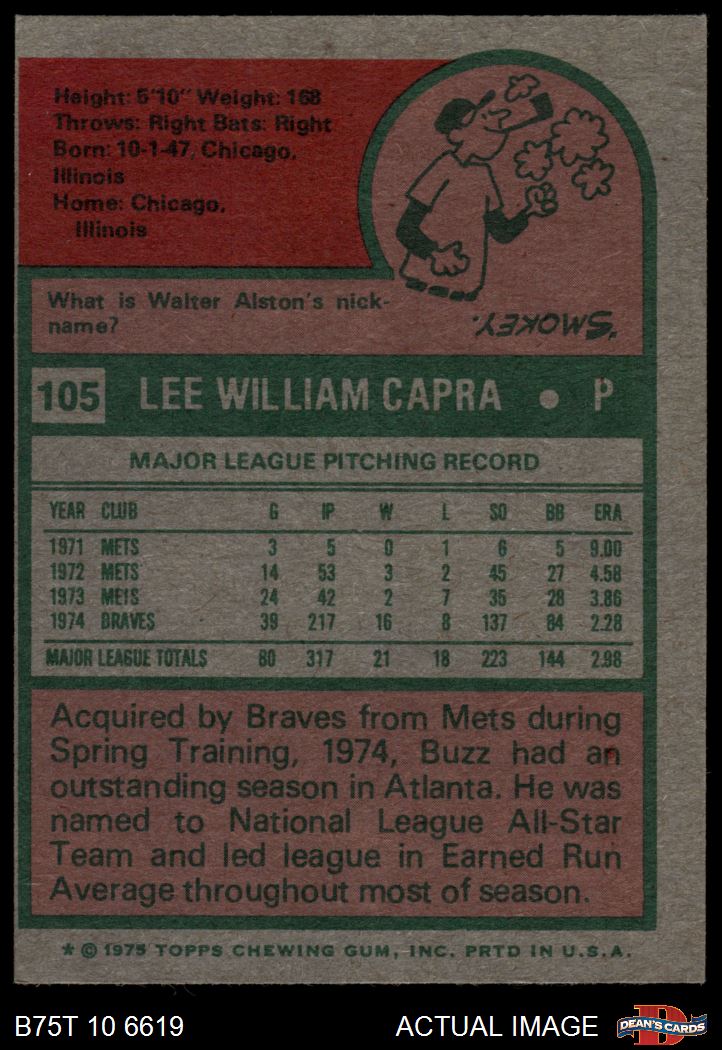 Height: 5'10" Weight: 168
Throws: Right Bats: Right
Born: 10-1-47, Chicago,
Illinois
Home: Chicago,
Illinois
What is Walter Alston's nick-
name?
"SMOKEY.
105 LEE WILLIAM CAPRA • P
MAJOR LEAGUE PITCHING RECORD
YEAR CLUB G IP W L SO BB ERA
1971 METS 3 5 0 1 6 5 9.00
1972 METS 14 53 3 2 45 27 4.58
1973 METS 24 42 2 7 35 28 3.86
1974 BRAVES 39 217 16 8 137 84 2.28
MAJOR LEAGUE TOTALS 80 317 21 18 223 144 2.98
Acquired by Braves from Mets during
Spring Training, 1974, Buzz had an
outstanding season in Atlanta. He was
named to National League All-Star
Team and led league in Earned Run
Average throughout most of season.
* © 1975 TOPPS CHEWING GUM, INC. PRTD IN U.S.A.
B75T 10 6619 ACTUAL IMAGE D DEAN'S CARDS